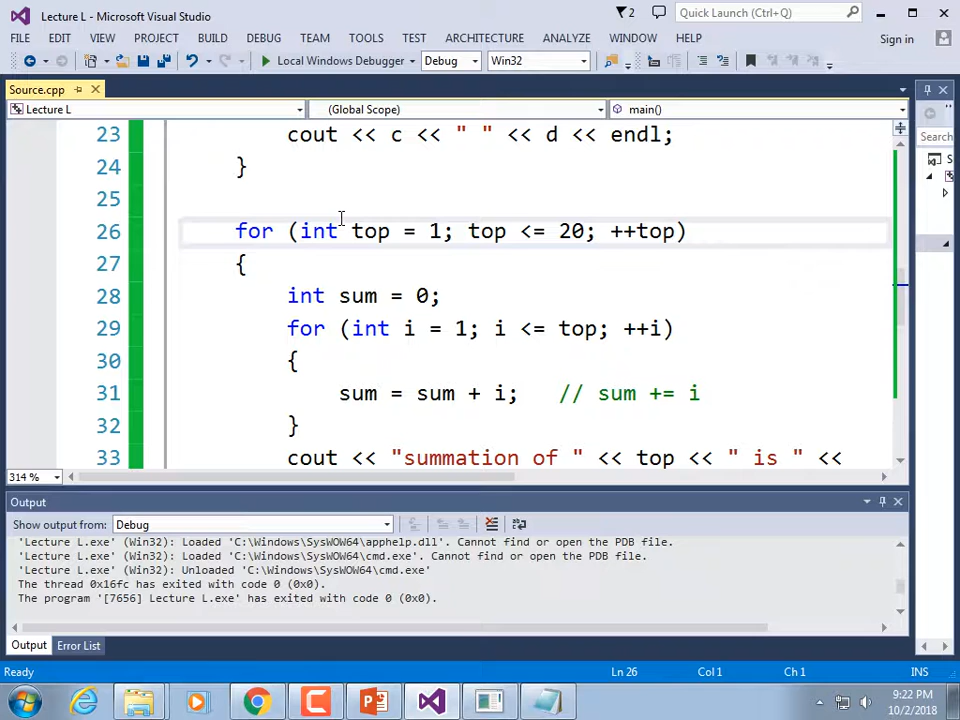 Lecture L - Microsoft Visual Studio
2
Quick Launch (Ctrl+Q)
FILE EDIT VIEW PROJECT BUILD DEBUG TEAM TOOLS TEST ARCHITECTURE ANALYZE WINDOW HELP
Sign in
Local Windows Debugger Debug Win32
Source.cpp
Lecture L (Global Scope) main()
Search
23 cout << c << " " << d << endl;
24 }
25
26 for (int top = 1; top <= 20; ++top)
27 {
28 int sum = 0;
29 for (int i = 1; i <= top; ++i)
30 {
31 sum = sum + i; // sum += i
32 }
33 cout << "summation of " << top << " is " <<
314 %
Output
Show output from: Debug
'Lecture L.exe' (Win32): Loaded 'C:\Windows\SysWOW64\apphelp.dll'. Cannot find or open the PDB file.
'Lecture L.exe' (Win32): Loaded 'C:\Windows\SysWOW64\cmd.exe'. Cannot find or open the PDB file.
'Lecture L.exe' (Win32): Unloaded 'C:\Windows\SysWOW64\cmd.exe'
The thread 0x16fc has exited with code 0 (0x0).
The program '[7656] Lecture L.exe' has exited with code 0 (0x0).
Output Error List
Ready Ln 26 Col 1 Ch 1 INS
9:22 PM
10/2/2018